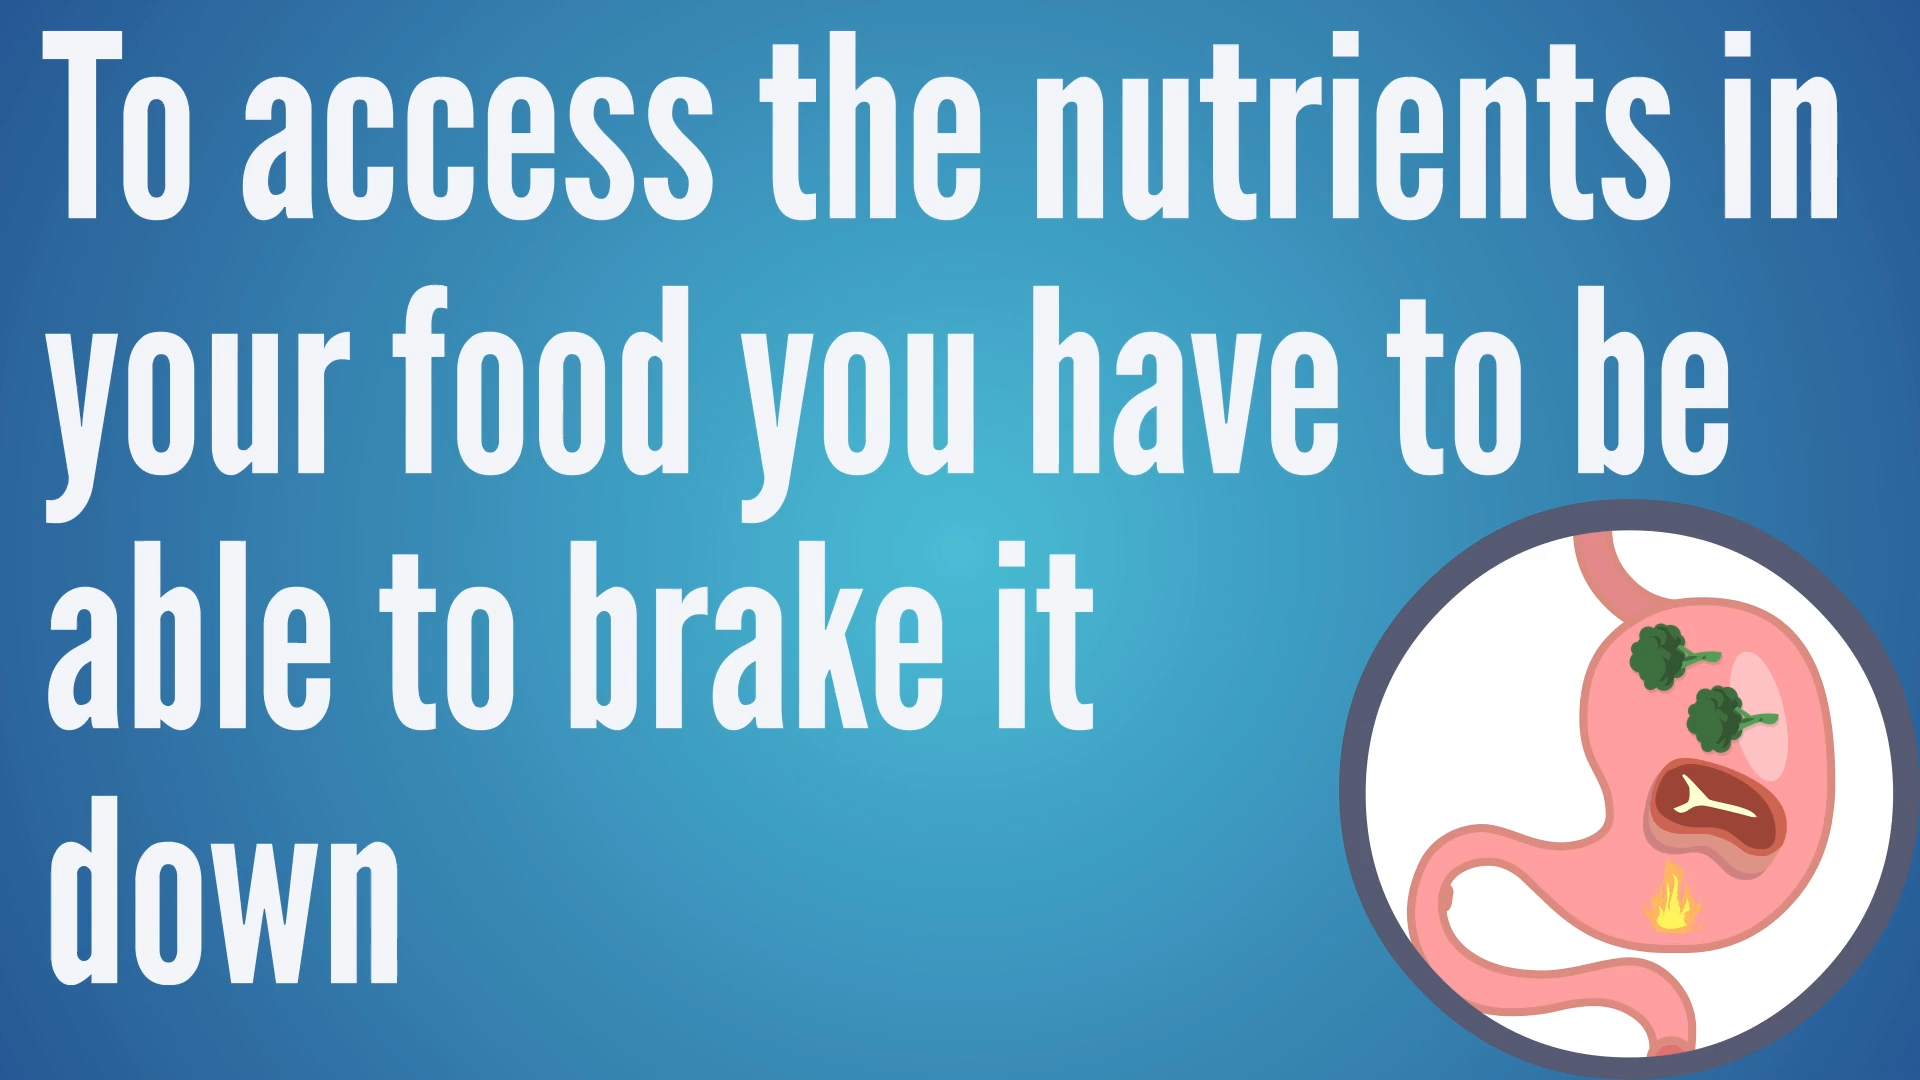 To access the nutrients in
your food you have to be
able to brake it
down